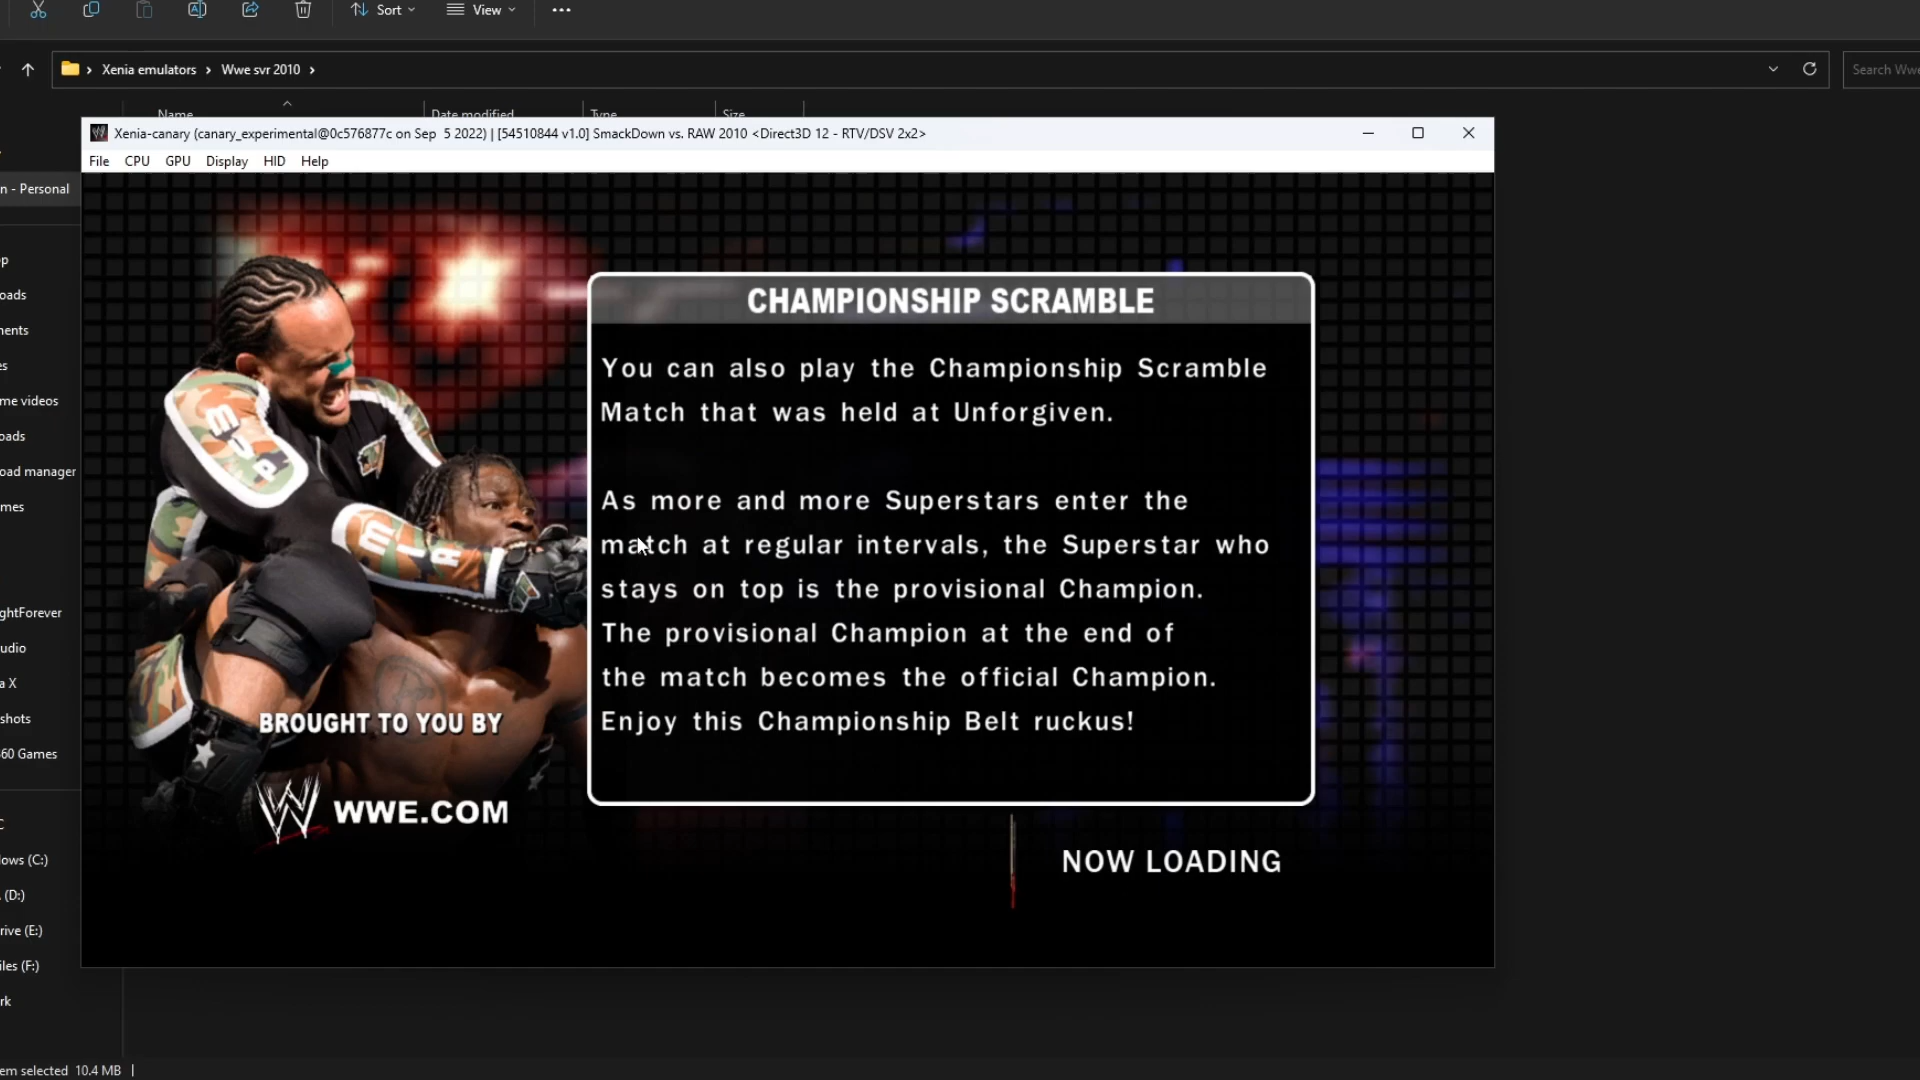 Sort
View
Xenia emulators > Wwe svr 2010 >
Search Wwe
Name
Date modified
Type
Size
Xenia-canary (canary_experimental@0c576877c on Sep 5 2022) | [54510844 v1.0] SmackDown vs. RAW 2010 <Direct3D 12 - RTV/DSV 2x2>
File CPU GPU Display HID Help
n - Personal
op
oads
nents
es
me videos
oads
oad manager
mes
ghtForever
udio
a X
shots
60 Games
C
lows (C:)
. (D:)
rive (E:)
iles (F:)
rk
em selected 10.4 MB
CHAMPIONSHIP SCRAMBLE
You can also play the Championship Scramble
Match that was held at Unforgiven.
As more and more Superstars enter the
match at regular intervals, the Superstar who
stays on top is the provisional Champion.
The provisional Champion at the end of
the match becomes the official Champion.
Enjoy this Championship Belt ruckus!
MVP
BROUGHT TO YOU BY
W WWE.COM
NOW LOADING